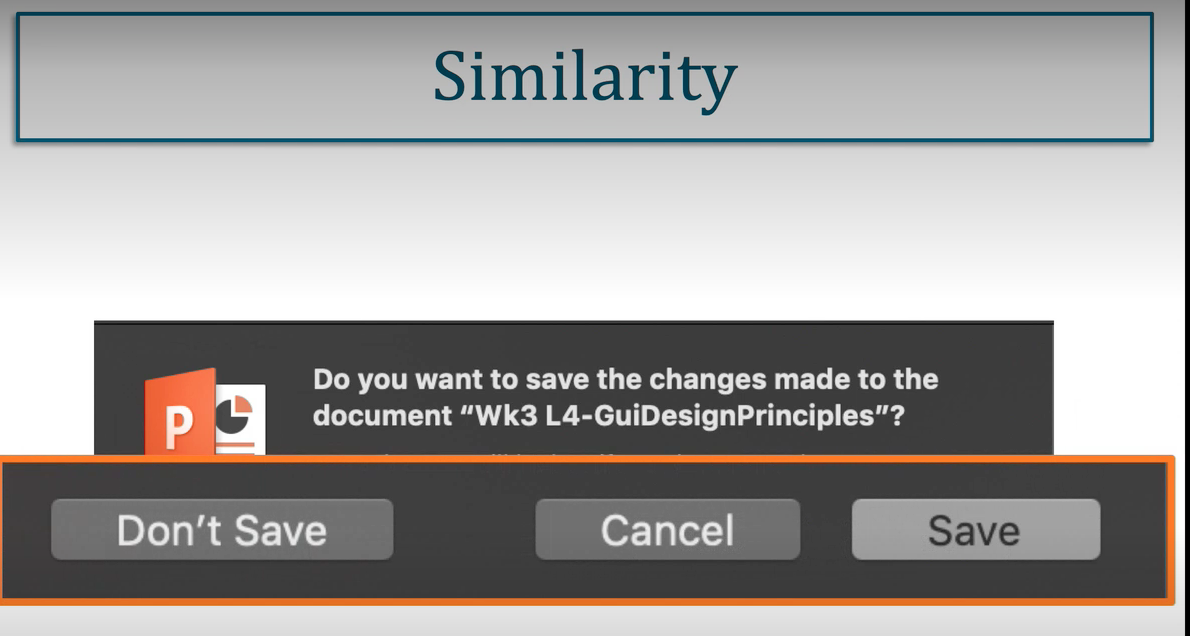 Similarity
Do you want to save the changes made to the
document “Wk3 L4-GuiDesignPrinciples”?
P
Don’t Save
Cancel
Save